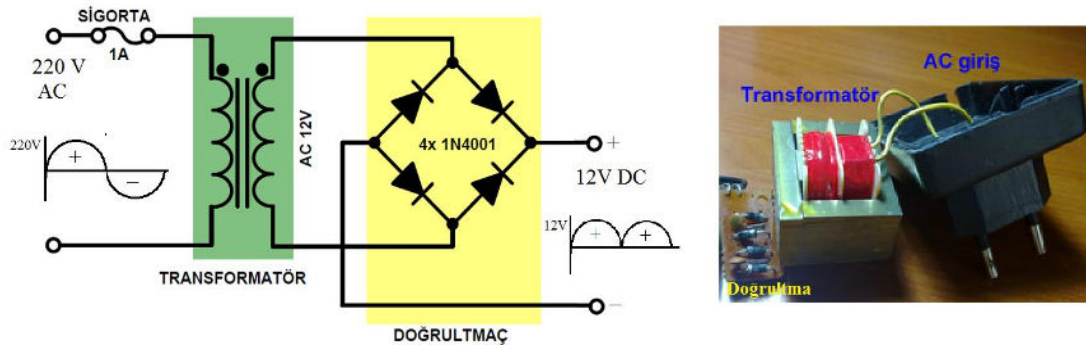 SİGORTA
1A
220 V
AC
220V
+
−
TRANSFORMATÖR
AC 12V
4x 1N4001
+
12V DC
12V
+
+
−
DOĞRULTMAÇ
AC giriş
Transformatör
Doğrultma